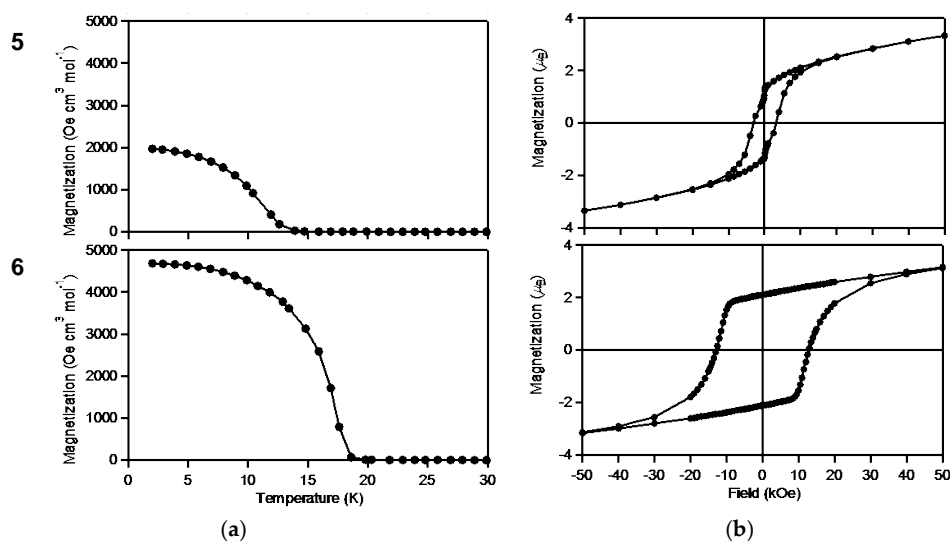 5
Magnetization (Oe cm³ mol⁻¹)
5000
4000
3000
2000
1000
0
Magnetization (μB)
4
2
0
-2
-4
6
Magnetization (Oe cm³ mol⁻¹)
5000
4000
3000
2000
1000
0
0 5 10 15 20 25 30
Temperature (K)
(a)
Magnetization (μB)
4
2
0
-2
-4
-50 -40 -30 -20 -10 0 10 20 30 40 50
Field (kOe)
(b)